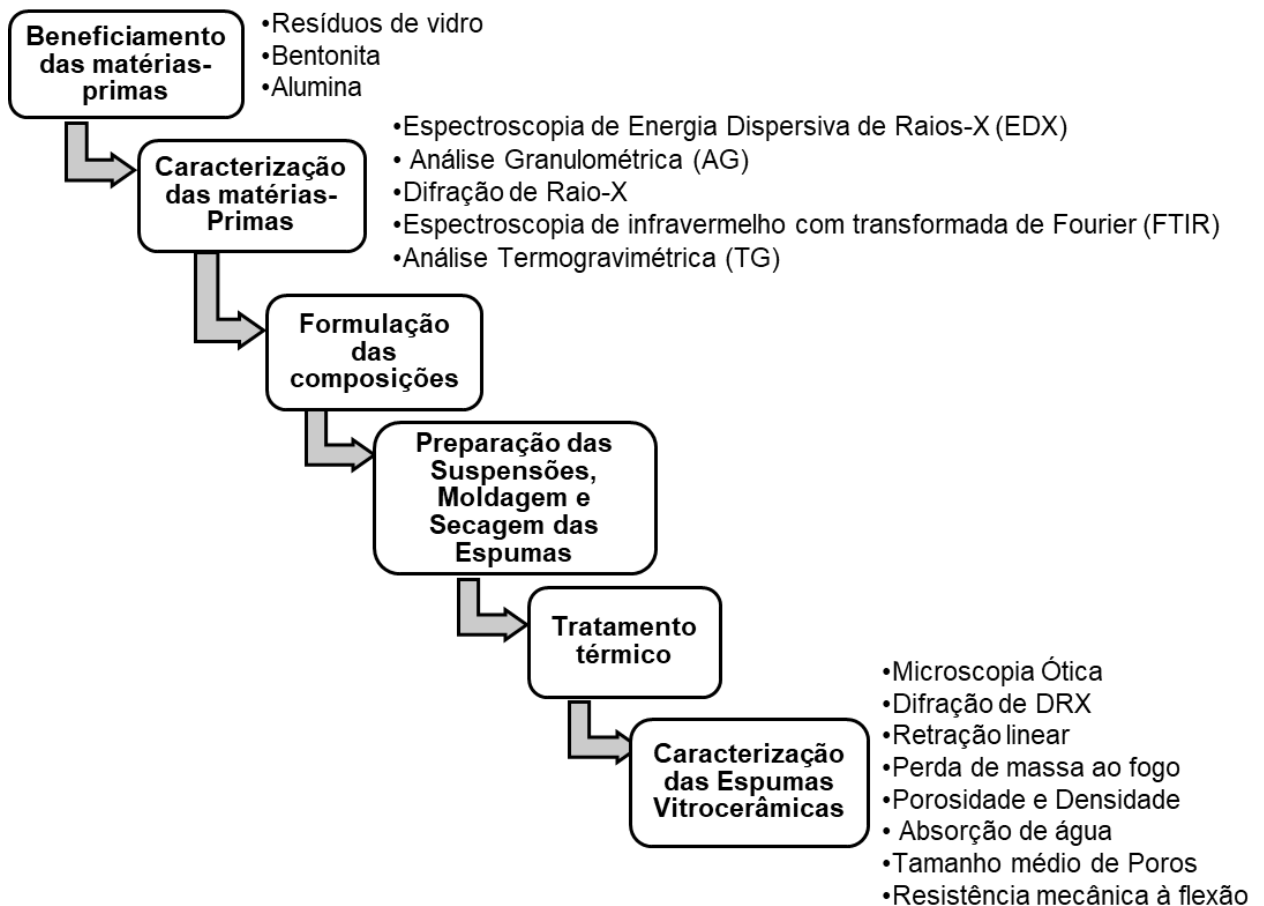 Beneficiamento
das matérias-
primas
•Resíduos de vidro
•Bentonita
•Alumina
Caracterização
das matérias-
Primas
•Espectroscopia de Energia Dispersiva de Raios-X (EDX)
• Análise Granulométrica (AG)
•Difração de Raio-X
•Espectroscopia de infravermelho com transformada de Fourier (FTIR)
•Análise Termogravimétrica (TG)
Formulação
das
composições
Preparação das
Suspensões,
Moldagem e
Secagem das
Espumas
Tratamento
térmico
Caracterização
das Espumas
Vitrocerâmicas
•Microscopia Ótica
•Difração de DRX
•Retração linear
•Perda de massa ao fogo
•Porosidade e Densidade
• Absorção de água
•Tamanho médio de Poros
•Resistência mecânica à flexão